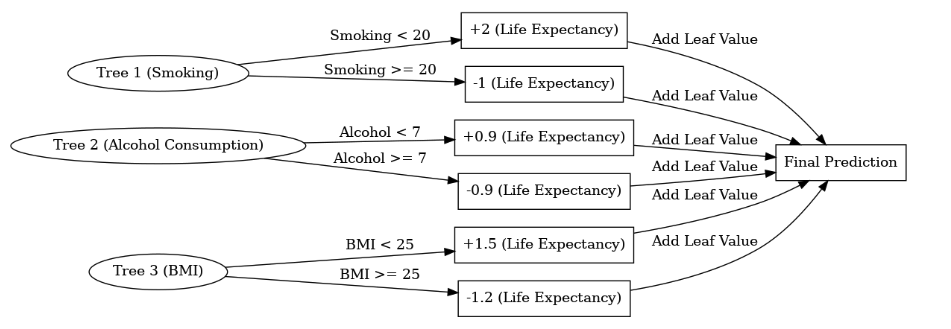 Tree 1 (Smoking)
Smoking < 20
+2 (Life Expectancy)
Add Leaf Value
Smoking >= 20
-1 (Life Expectancy)
Add Leaf Value
Tree 2 (Alcohol Consumption)
Alcohol < 7
+0.9 (Life Expectancy)
Add Leaf Value
Alcohol >= 7
-0.9 (Life Expectancy)
Add Leaf Value
Tree 3 (BMI)
BMI < 25
+1.5 (Life Expectancy)
Add Leaf Value
BMI >= 25
-1.2 (Life Expectancy)
Add Leaf Value
Final Prediction